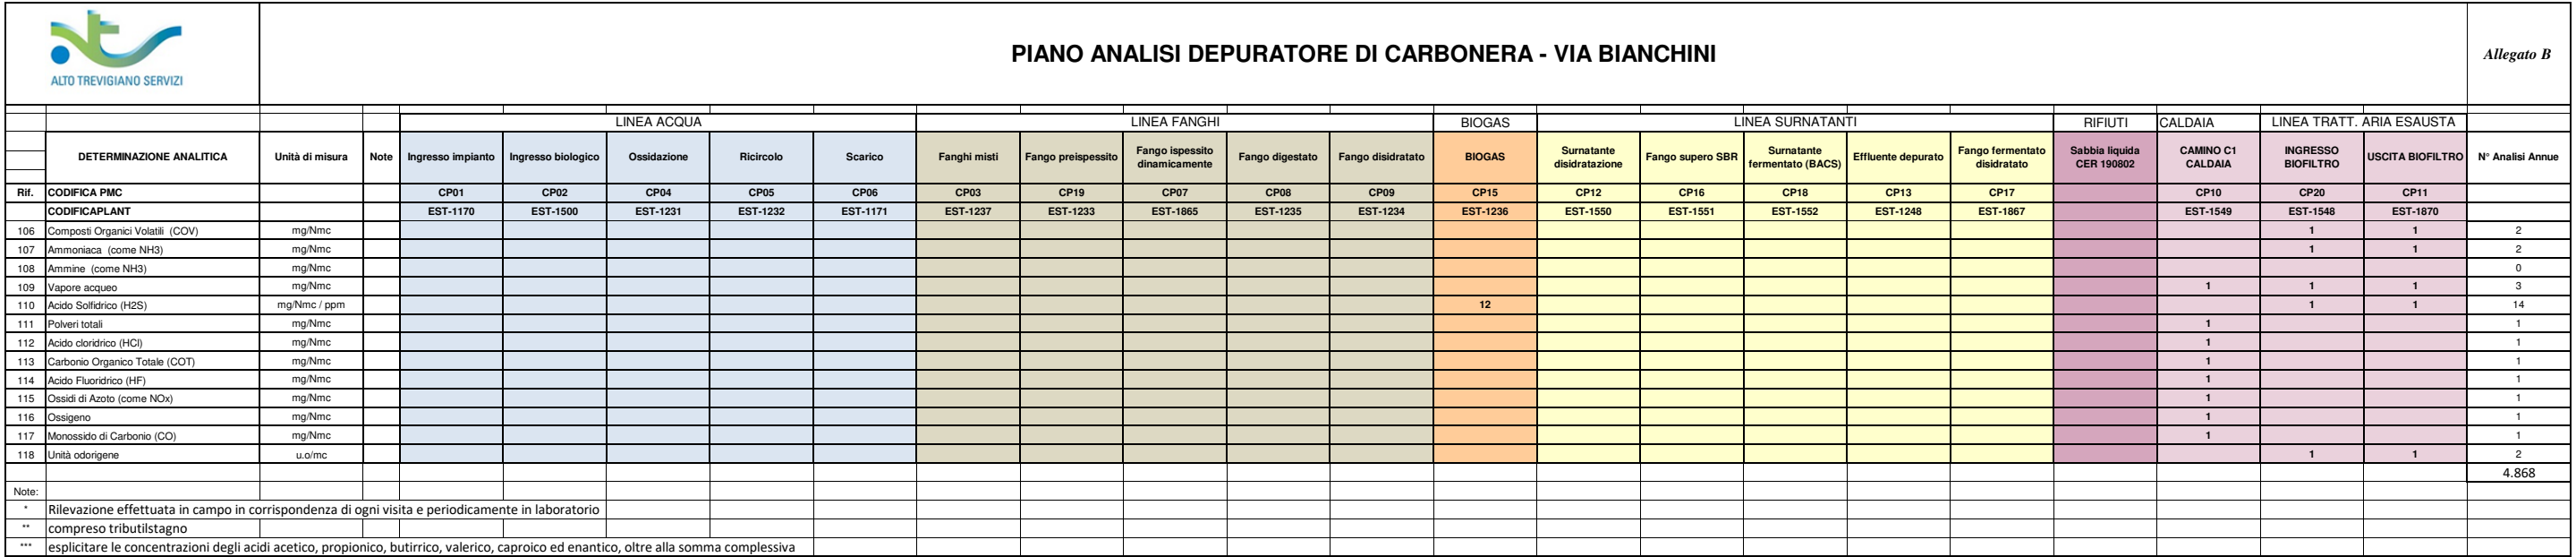 ALTO TREVIGIANO SERVIZI
PIANO ANALISI DEPURATORE DI CARBONERA - VIA BIANCHINI
Allegato B
LINEA ACQUA LINEA FANGHI BIOGAS LINEA SURNATANTI RIFIUTI CALDAIA LINEA TRATT. ARIA ESAUSTA
DETERMINAZIONE ANALITICA Unità di misura Note Ingresso impianto Ingresso biologico Ossidazione Ricircolo Scarico Fanghi misti Fango preispessito Fango ispessito dinamicamente Fango digestato Fango disidratato BIOGAS Surnatante disidratazione Fango supero SBR Surnatante fermentato (BACS) Effluente depurato Fango fermentato disidratato Sabbia liquida CER 190802 CAMINO C1 CALDAIA INGRESSO BIOFILTRO USCITA BIOFILTRO N° Analisi Annue
Rif. CODIFICA PMC CP01 CP02 CP04 CP05 CP06 CP03 CP19 CP07 CP08 CP09 CP15 CP12 CP16 CP18 CP13 CP17 CP10 CP20 CP11
CODIFICAPLANT EST-1170 EST-1500 EST-1231 EST-1232 EST-1171 EST-1237 EST-1233 EST-1865 EST-1235 EST-1234 EST-1236 EST-1550 EST-1551 EST-1552 EST-1248 EST-1867 EST-1549 EST-1548 EST-1870
106 Composti Organici Volatili (COV) mg/Nmc 1 1 2
107 Ammoniaca (come NH3) mg/Nmc 1 1 2
108 Ammine (come NH3) mg/Nmc 0
109 Vapore acqueo mg/Nmc 1 1 1 3
110 Acido Solfidrico (H2S) mg/Nmc / ppm 12 1 1 14
111 Polveri totali mg/Nmc 1 1
112 Acido cloridrico (HCl) mg/Nmc 1 1
113 Carbonio Organico Totale (COT) mg/Nmc 1 1
114 Acido Fluoridrico (HF) mg/Nmc 1 1
115 Ossidi di Azoto (come NOx) mg/Nmc 1 1
116 Ossigeno mg/Nmc 1 1
117 Monossido di Carbonio (CO) mg/Nmc 1 1
118 Unità odorigene u.o/mc 1 1 2
4.868
Note:
* Rilevazione effettuata in campo in corrispondenza di ogni visita e periodicamente in laboratorio
** compreso tributilstagno
*** esplicitare le concentrazioni degli acidi acetico, propionico, butirrico, valerico, caproico ed enantico, oltre alla somma complessiva